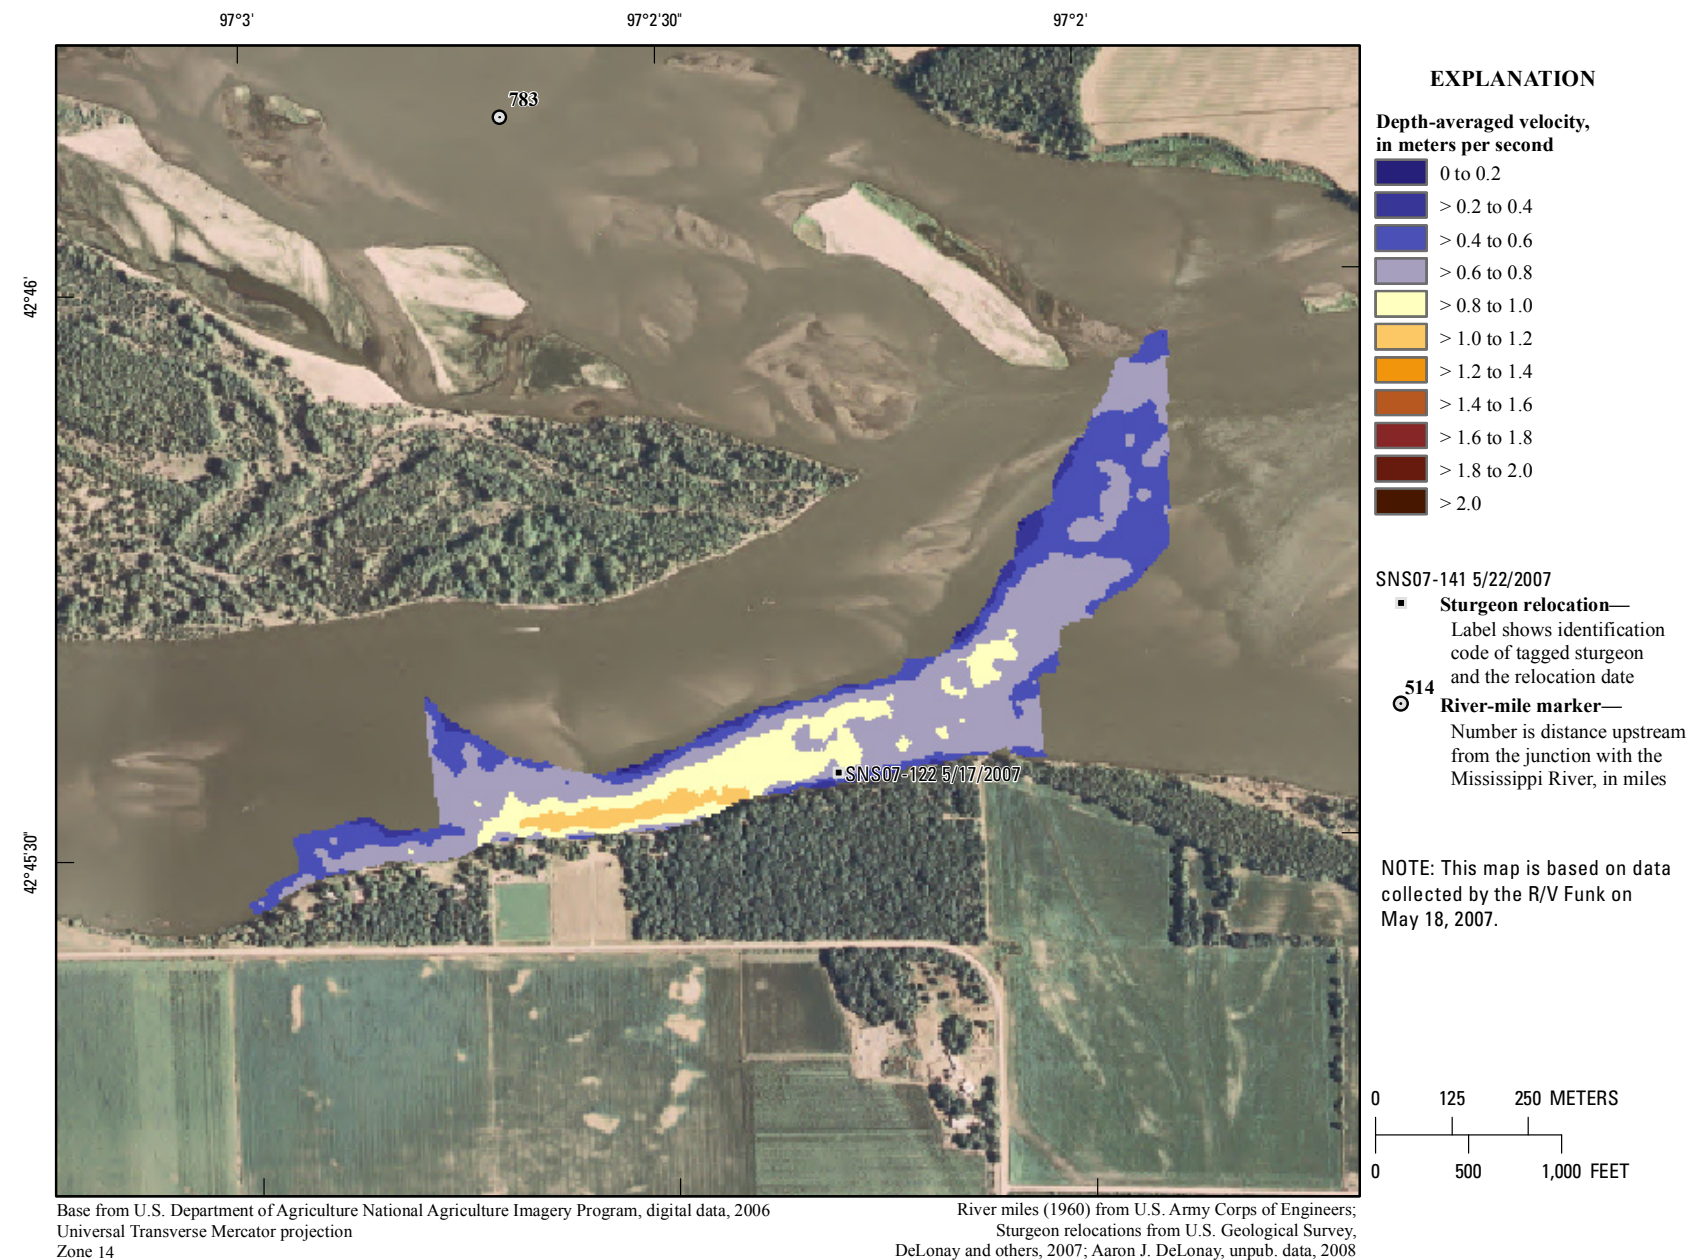 97°3'
97°2'30"
97°2'
783
42°46'
42°45'30"
SNS07-122 5/17/2007
EXPLANATION
Depth-averaged velocity,
in meters per second
0 to 0.2
> 0.2 to 0.4
> 0.4 to 0.6
> 0.6 to 0.8
> 0.8 to 1.0
> 1.0 to 1.2
> 1.2 to 1.4
> 1.4 to 1.6
> 1.6 to 1.8
> 1.8 to 2.0
> 2.0
SNS07-141 5/22/2007
Sturgeon relocation—
Label shows identification
code of tagged sturgeon
and the relocation date
514
River-mile marker—
Number is distance upstream
from the junction with the
Mississippi River, in miles
NOTE: This map is based on data
collected by the R/V Funk on
May 18, 2007.
0 125 250 METERS
0 500 1,000 FEET
Base from U.S. Department of Agriculture National Agriculture Imagery Program, digital data, 2006
Universal Transverse Mercator projection
Zone 14
River miles (1960) from U.S. Army Corps of Engineers;
Sturgeon relocations from U.S. Geological Survey,
DeLonay and others, 2007; Aaron J. DeLonay, unpub. data, 2008